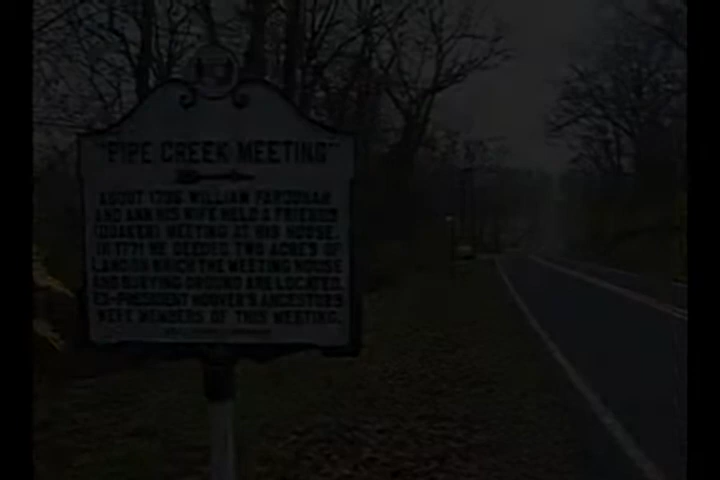 "PIPE CREEK MEETING"
ABOUT WILLIAM FARQUHAR
AND ANN HIS WIFE HELD A FRIENDS
(QUAKER) MEETING AT HIS HOUSE.
IN 1771 HE DEEDED TWO ACRES OF
LAND ON WHICH THE MEETING HOUSE
AND BURYING GROUND ARE LOCATED.
EX-PRESIDENT HOOVER'S ANCESTORS
WERE MEMBERS OF THIS MEETING.